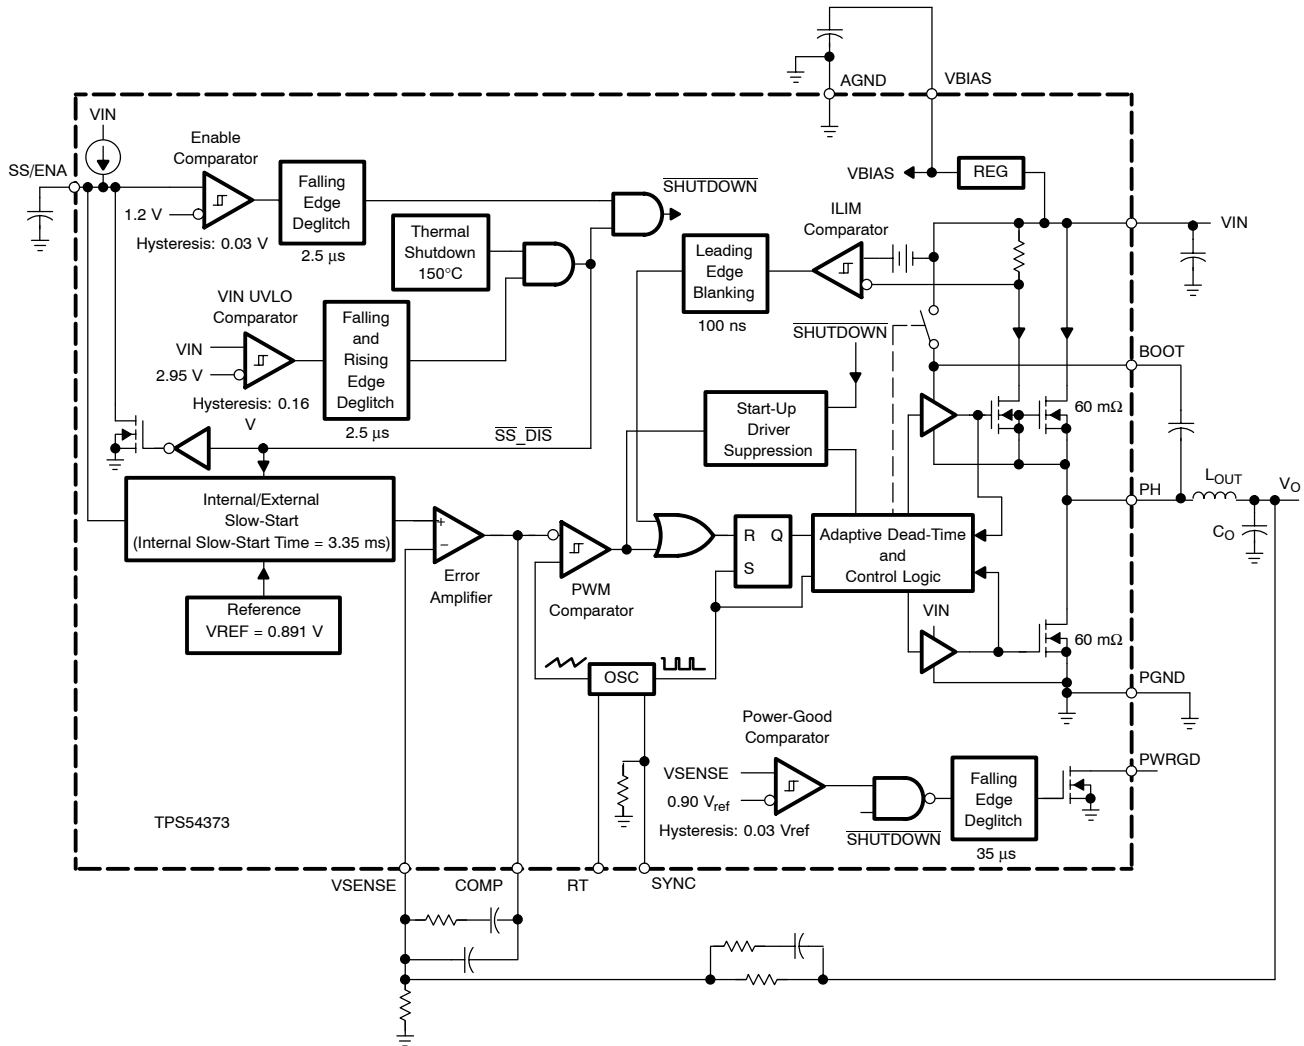 AGND
VBIAS
VIN
Enable
Comparator
SS/ENA
1.2 V
Hysteresis: 0.03 V
Falling
Edge
Deglitch
2.5 μs
SHUTDOWN
VBIAS
REG
Thermal
Shutdown
150°C
ILIM
Comparator
VIN
Leading
Edge
Blanking
100 ns
VIN UVLO
Comparator
VIN
2.95 V
Hysteresis: 0.16
V
Falling
and
Rising
Edge
Deglitch
2.5 μs
SHUTDOWN
BOOT
Start-Up
Driver
Suppression
60 mΩ
SS_DIS
Internal/External
Slow-Start
(Internal Slow-Start Time = 3.35 ms)
+
−
Error
Amplifier
PWM
Comparator
R
Q
S
Adaptive Dead-Time
and
Control Logic
PH
LOUT
VO
CO
Reference
VREF = 0.891 V
VIN
60 mΩ
OSC
PGND
Power-Good
Comparator
VSENSE
0.90 Vref
Hysteresis: 0.03 Vref
SHUTDOWN
Falling
Edge
Deglitch
35 μs
PWRGD
TPS54373
VSENSE
COMP
RT
SYNC